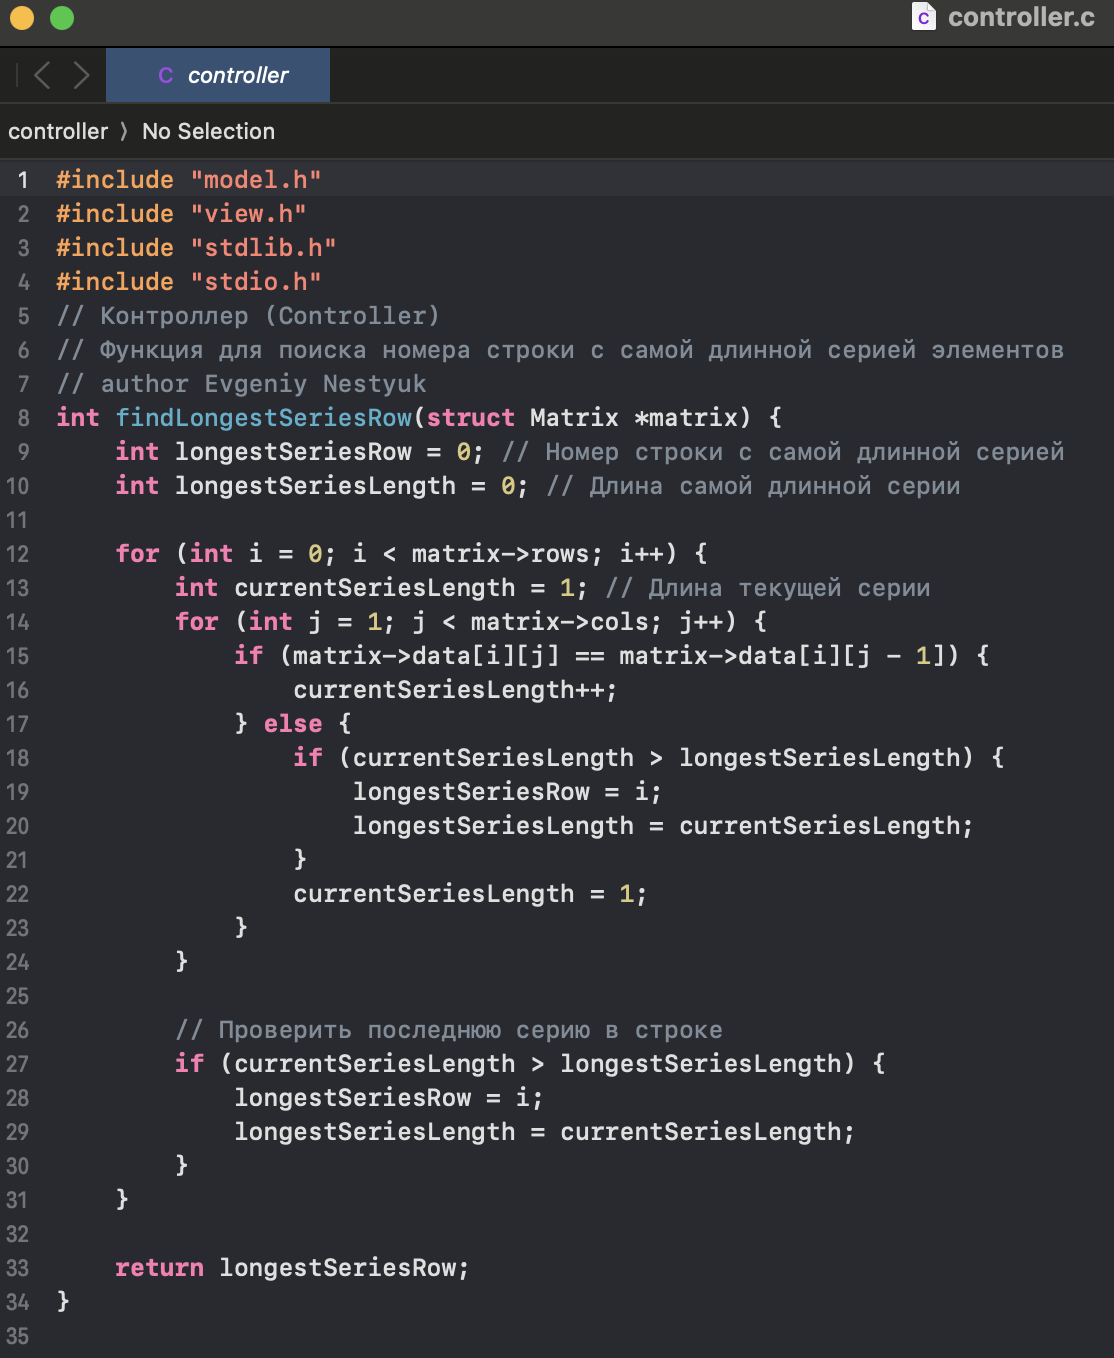 C controller.c
C controller
controller 〉 No Selection
1 #include "model.h"
2 #include "view.h"
3 #include "stdlib.h"
4 #include "stdio.h"
5 // Контроллер (Controller)
6 // Функция для поиска номера строки с самой длинной серией элементов
7 // author Evgeniy Nestyuk
8 int findLongestSeriesRow(struct Matrix *matrix) {
9     int longestSeriesRow = 0; // Номер строки с самой длинной серией
10     int longestSeriesLength = 0; // Длина самой длинной серии
11
12     for (int i = 0; i < matrix->rows; i++) {
13         int currentSeriesLength = 1; // Длина текущей серии
14         for (int j = 1; j < matrix->cols; j++) {
15             if (matrix->data[i][j] == matrix->data[i][j - 1]) {
16                 currentSeriesLength++;
17             } else {
18                 if (currentSeriesLength > longestSeriesLength) {
19                     longestSeriesRow = i;
20                     longestSeriesLength = currentSeriesLength;
21                 }
22                 currentSeriesLength = 1;
23             }
24         }
25
26         // Проверить последнюю серию в строке
27         if (currentSeriesLength > longestSeriesLength) {
28             longestSeriesRow = i;
29             longestSeriesLength = currentSeriesLength;
30         }
31     }
32
33     return longestSeriesRow;
34 }
35